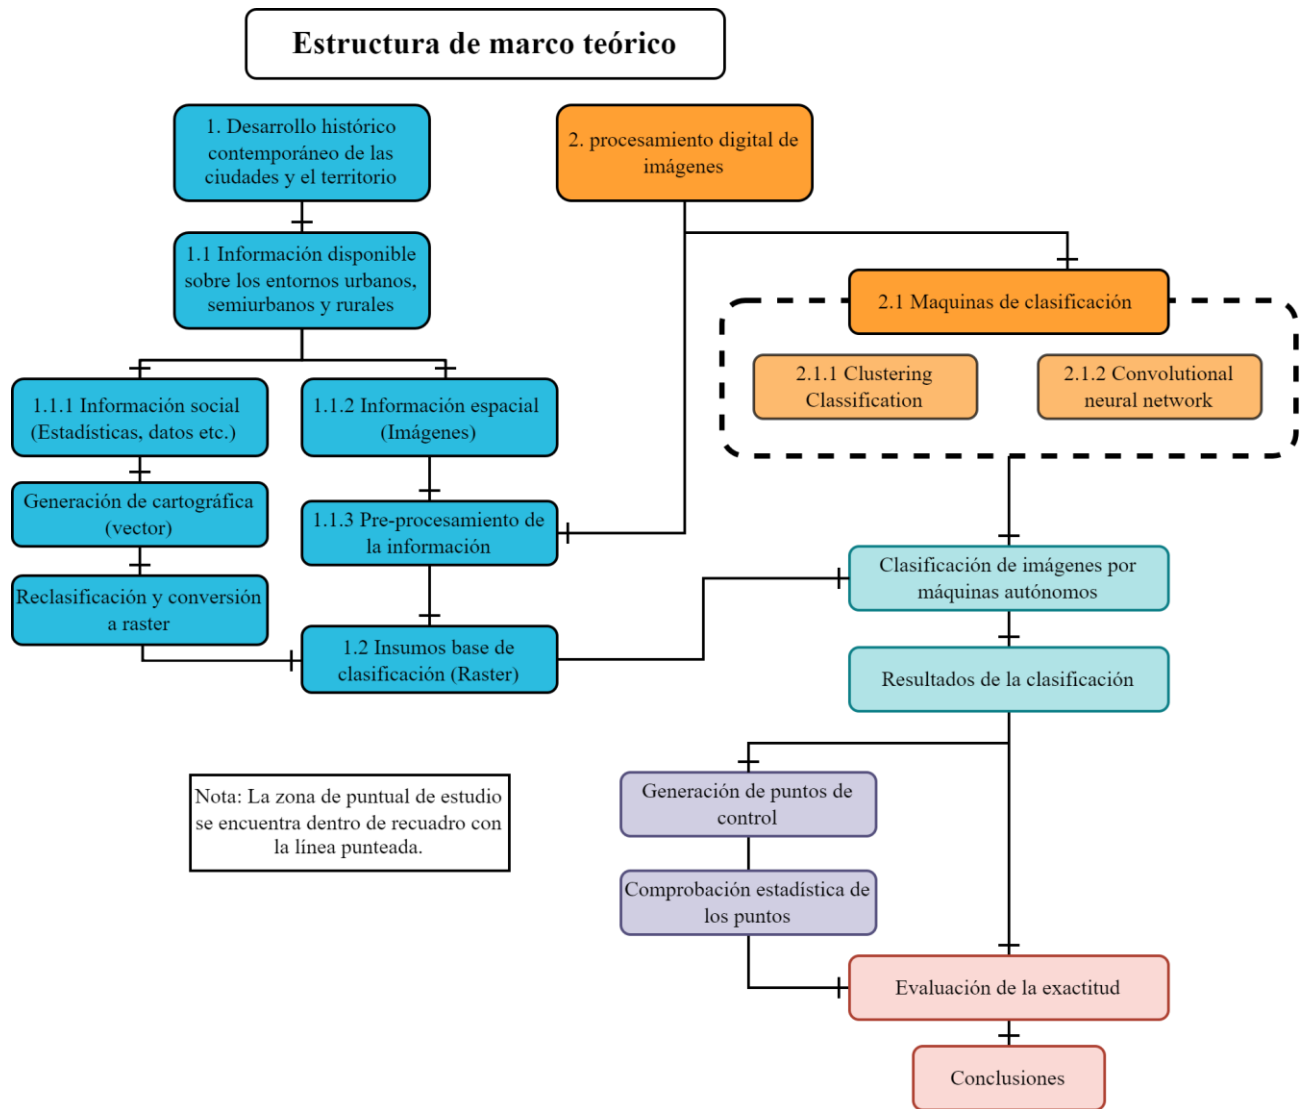 Estructura de marco teórico
1. Desarrollo histórico
contemporáneo de las
ciudades y el territorio
2. procesamiento digital de
imágenes
1.1 Información disponible
sobre los entornos urbanos,
semiurbanos y rurales
2.1 Maquinas de clasificación
2.1.1 Clustering
Classification
2.1.2 Convolutional
neural network
1.1.1 Información social
(Estadísticas, datos etc.)
1.1.2 Información espacial
(Imágenes)
Generación de cartográfica
(vector)
1.1.3 Pre-procesamiento de
la información
Reclasificación y conversión
a raster
1.2 Insumos base de
clasificación (Raster)
Clasificación de imágenes por
máquinas autónomos
Resultados de la clasificación
Nota: La zona de puntual de estudio
se encuentra dentro de recuadro con
la línea punteada.
Generación de puntos de
control
Comprobación estadística de
los puntos
Evaluación de la exactitud
Conclusiones